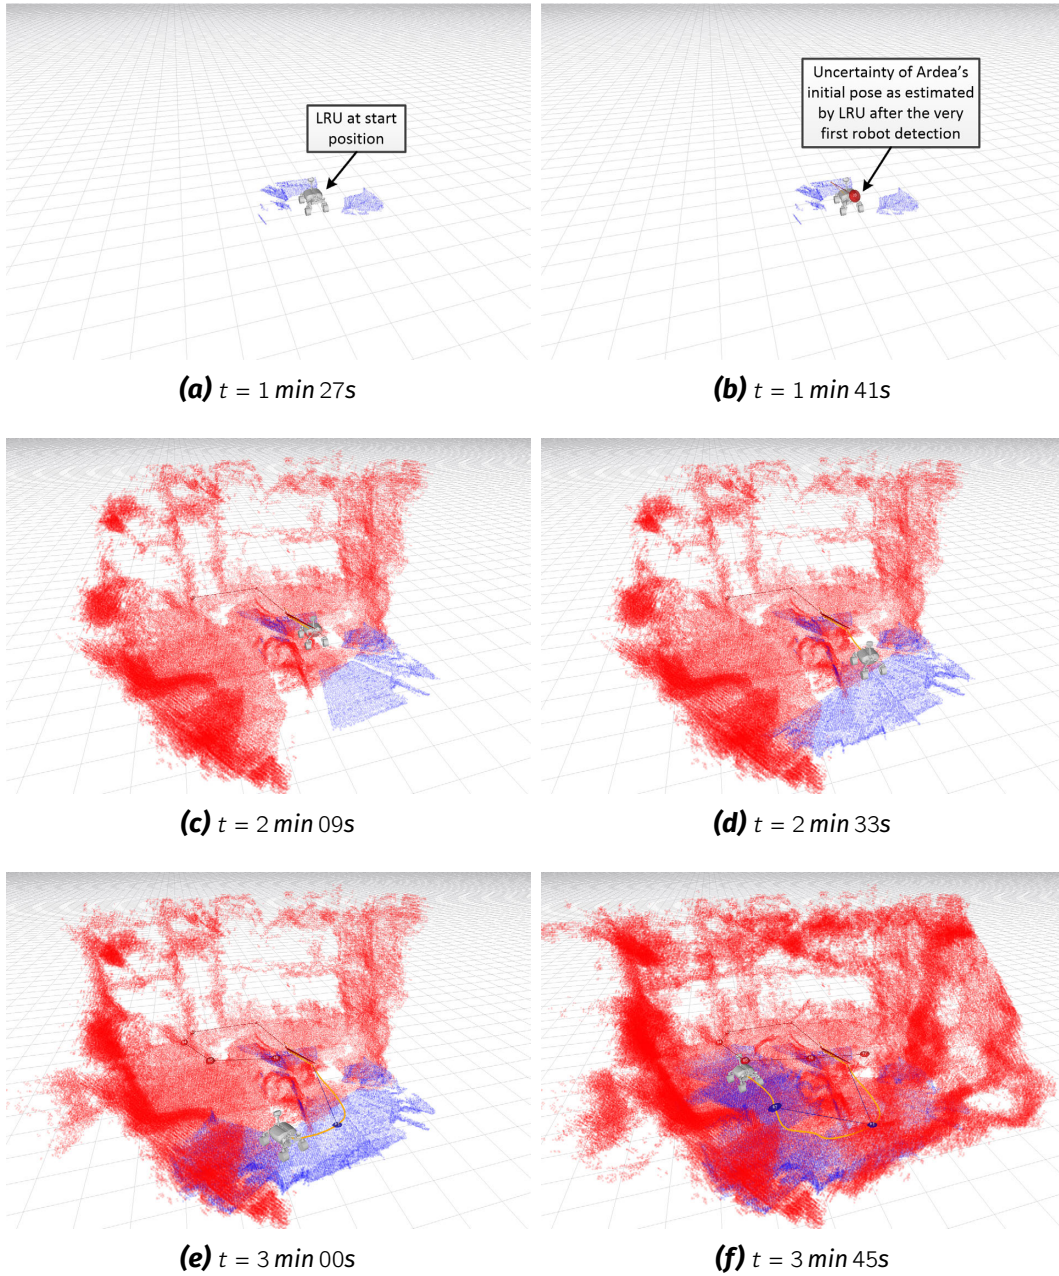 LRU at start
position
Uncertainty of Ardea's
initial pose as estimated
by LRU after the very
first robot detection
(a) t = 1 min 27s
(b) t = 1 min 41s
(c) t = 2 min 09s
(d) t = 2 min 33s
(e) t = 3 min 00s
(f) t = 3 min 45s